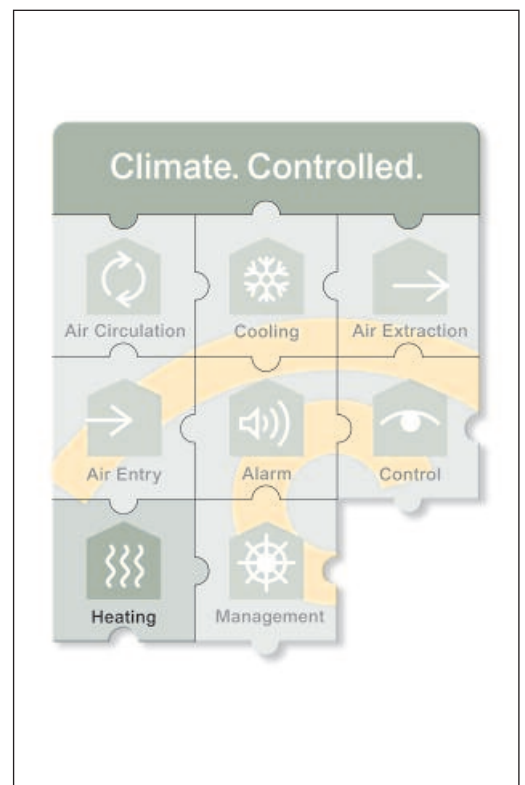 Climate. Controlled.
Air Circulation
Cooling
Air Extraction
Air Entry
Alarm
Control
Heating
Management